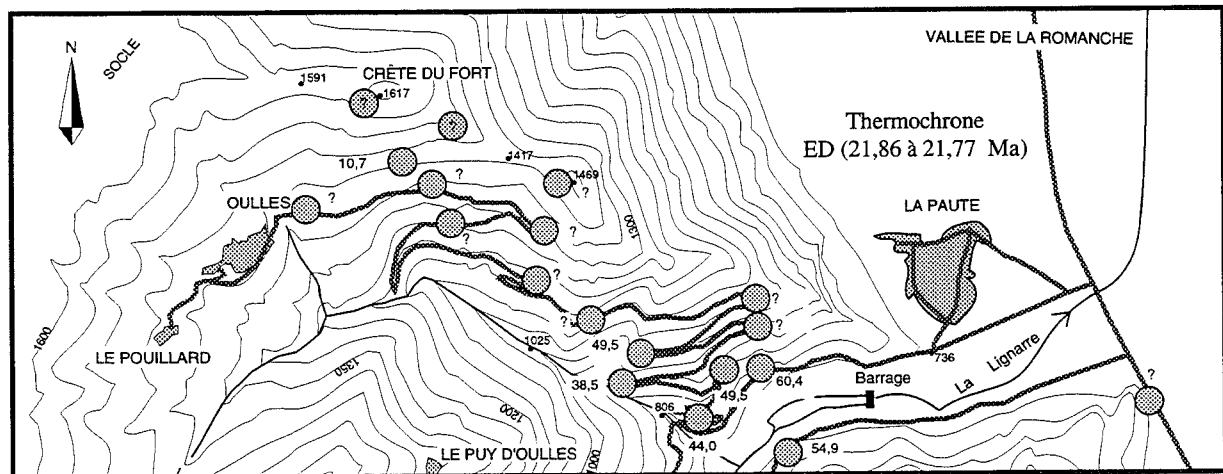 N
SOCLE
1591
CRÊTE DU FORT
1617
?
?
VALLEE DE LA ROMANCHE
Thermochrone
ED (21,86 à 21,77 Ma)
10,7
1417
1469
?
?
OULLES
?
?
?
1300
LA PAUTE
?
1600
LE POUILLARD
?
49,5
?
?
1025
736
La Lignarre
1350
38,5
49,5
60,4
Barrage
?
806
44,0
1200
1000
54,9
LE PUY D'OULLES